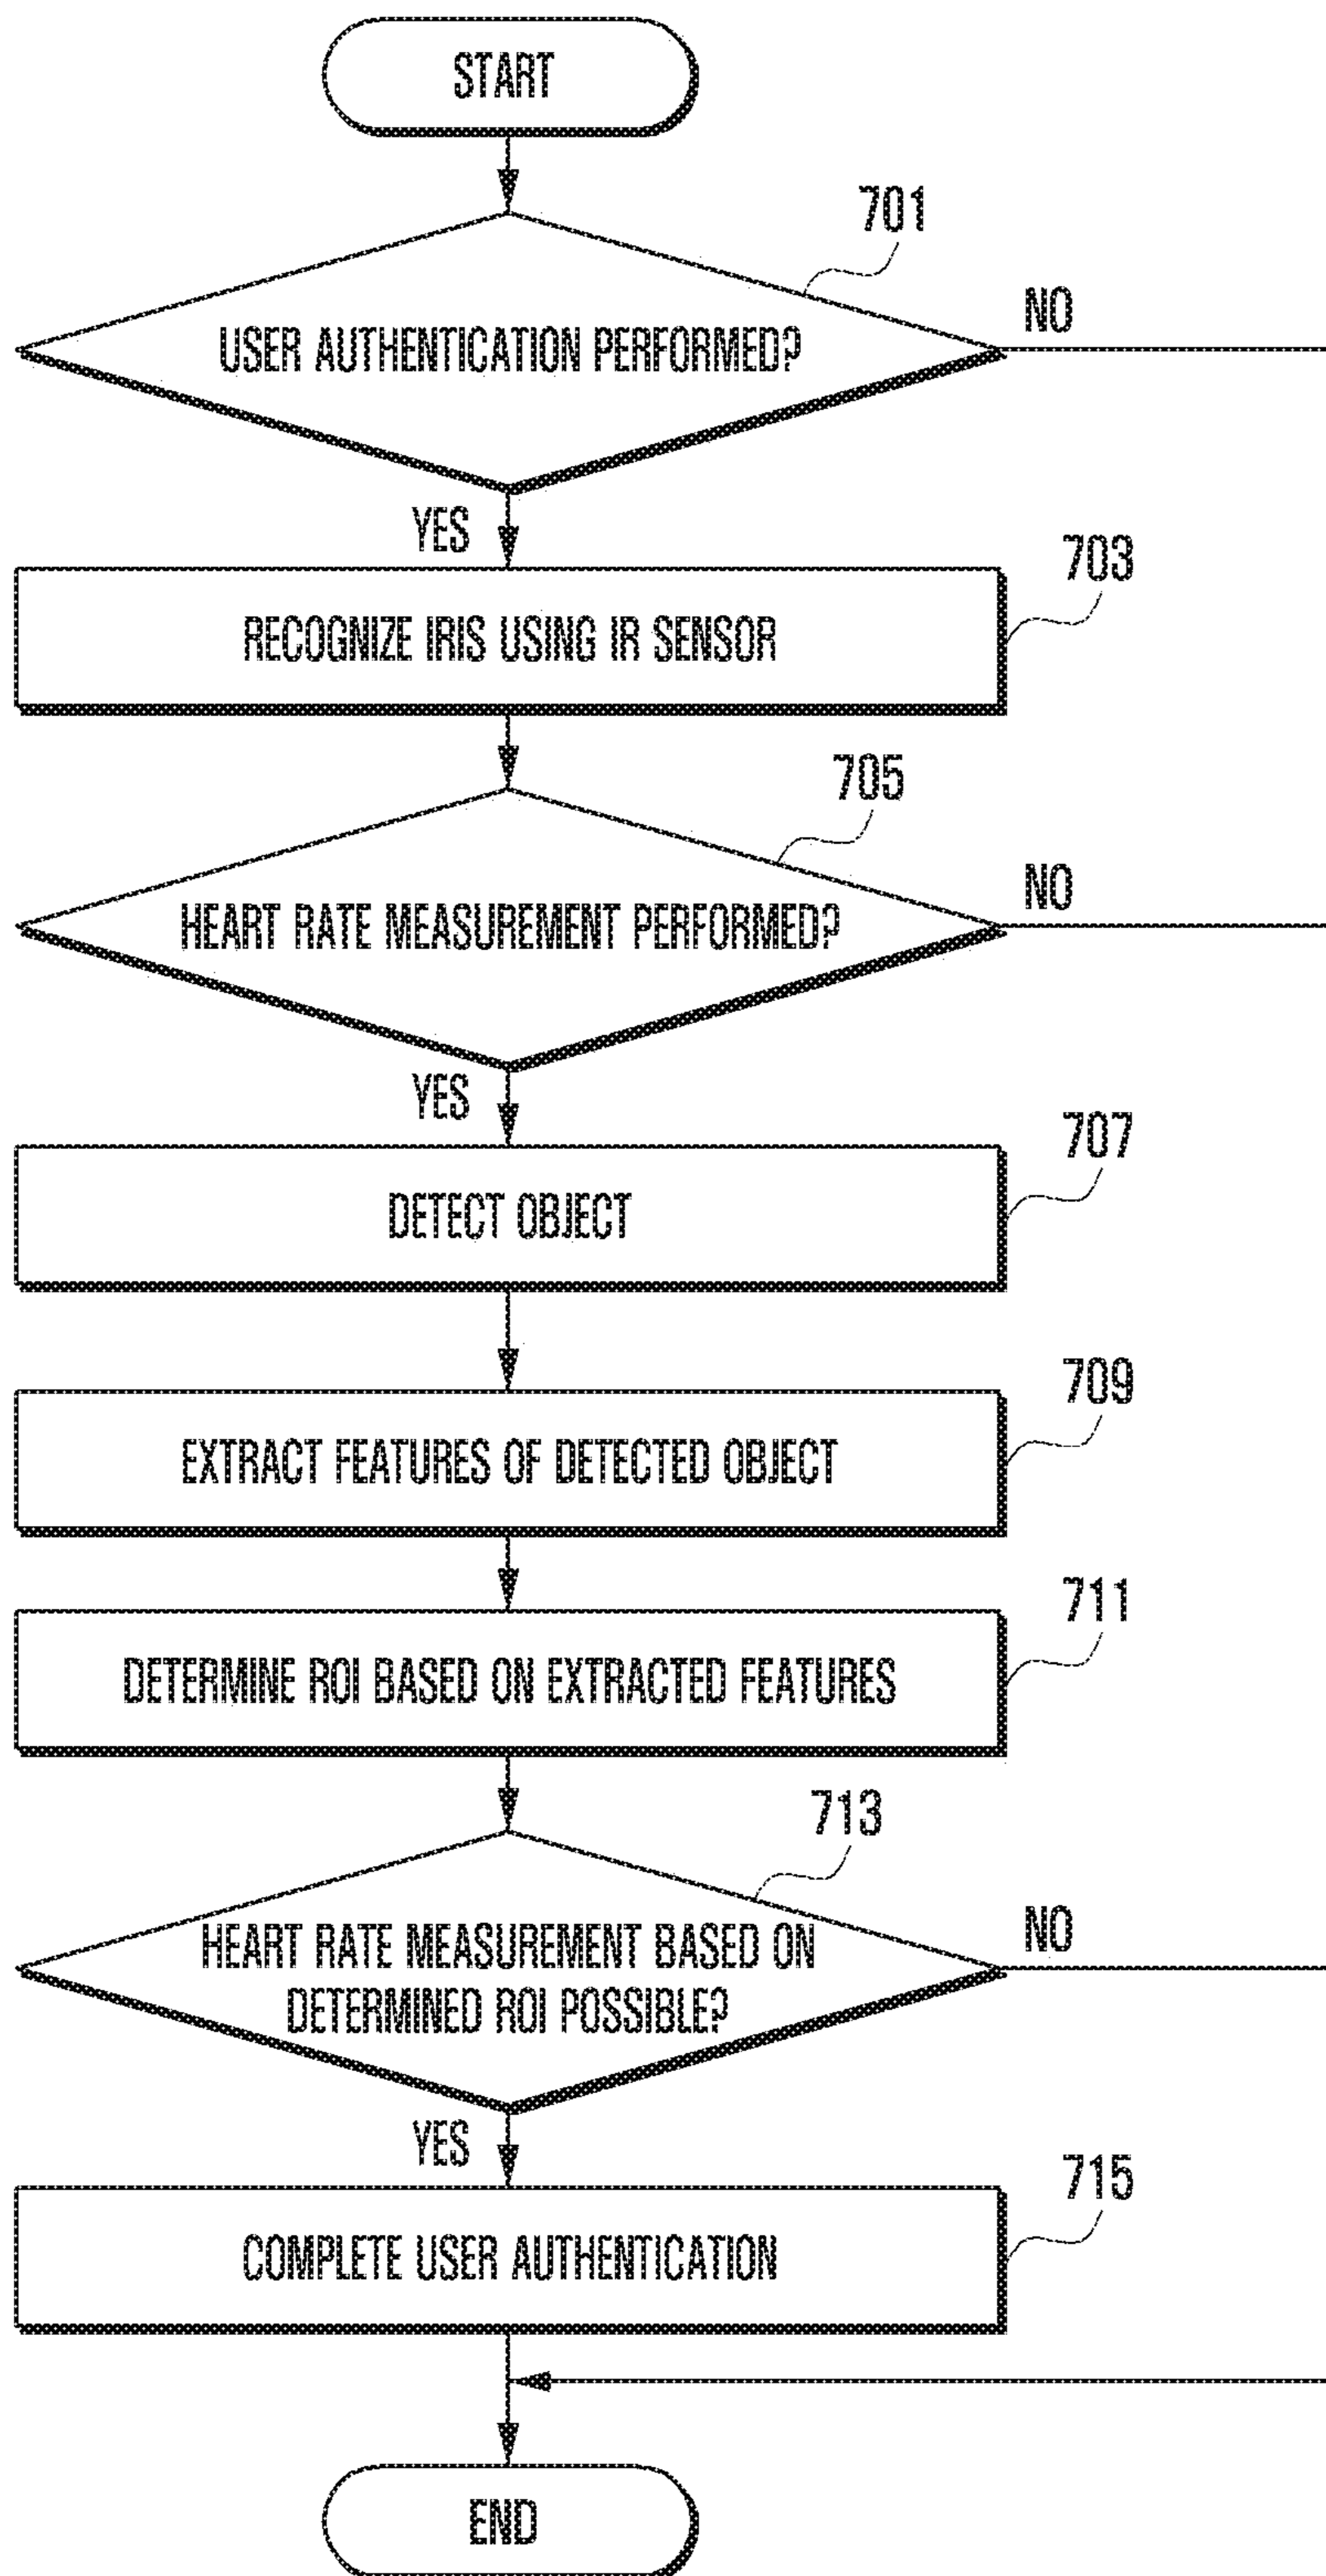 START
701
USER AUTHENTICATION PERFORMED?
NO
YES
703
RECOGNIZE IRIS USING IR SENSOR
705
HEART RATE MEASUREMENT PERFORMED?
NO
YES
707
DETECT OBJECT
709
EXTRACT FEATURES OF DETECTED OBJECT
711
DETERMINE ROI BASED ON EXTRACTED FEATURES
713
HEART RATE MEASUREMENT BASED ON
DETERMINED ROI POSSIBLE?
NO
YES
715
COMPLETE USER AUTHENTICATION
END